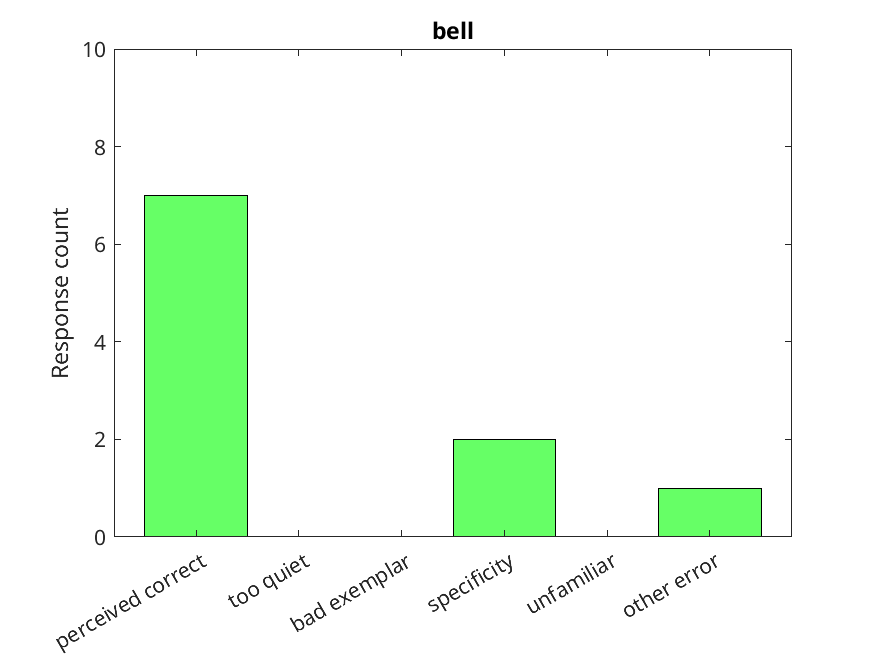 bell
Response count
10
8
6
4
2
0
perceived correct
too quiet
bad exemplar
specificity
unfamiliar
other error